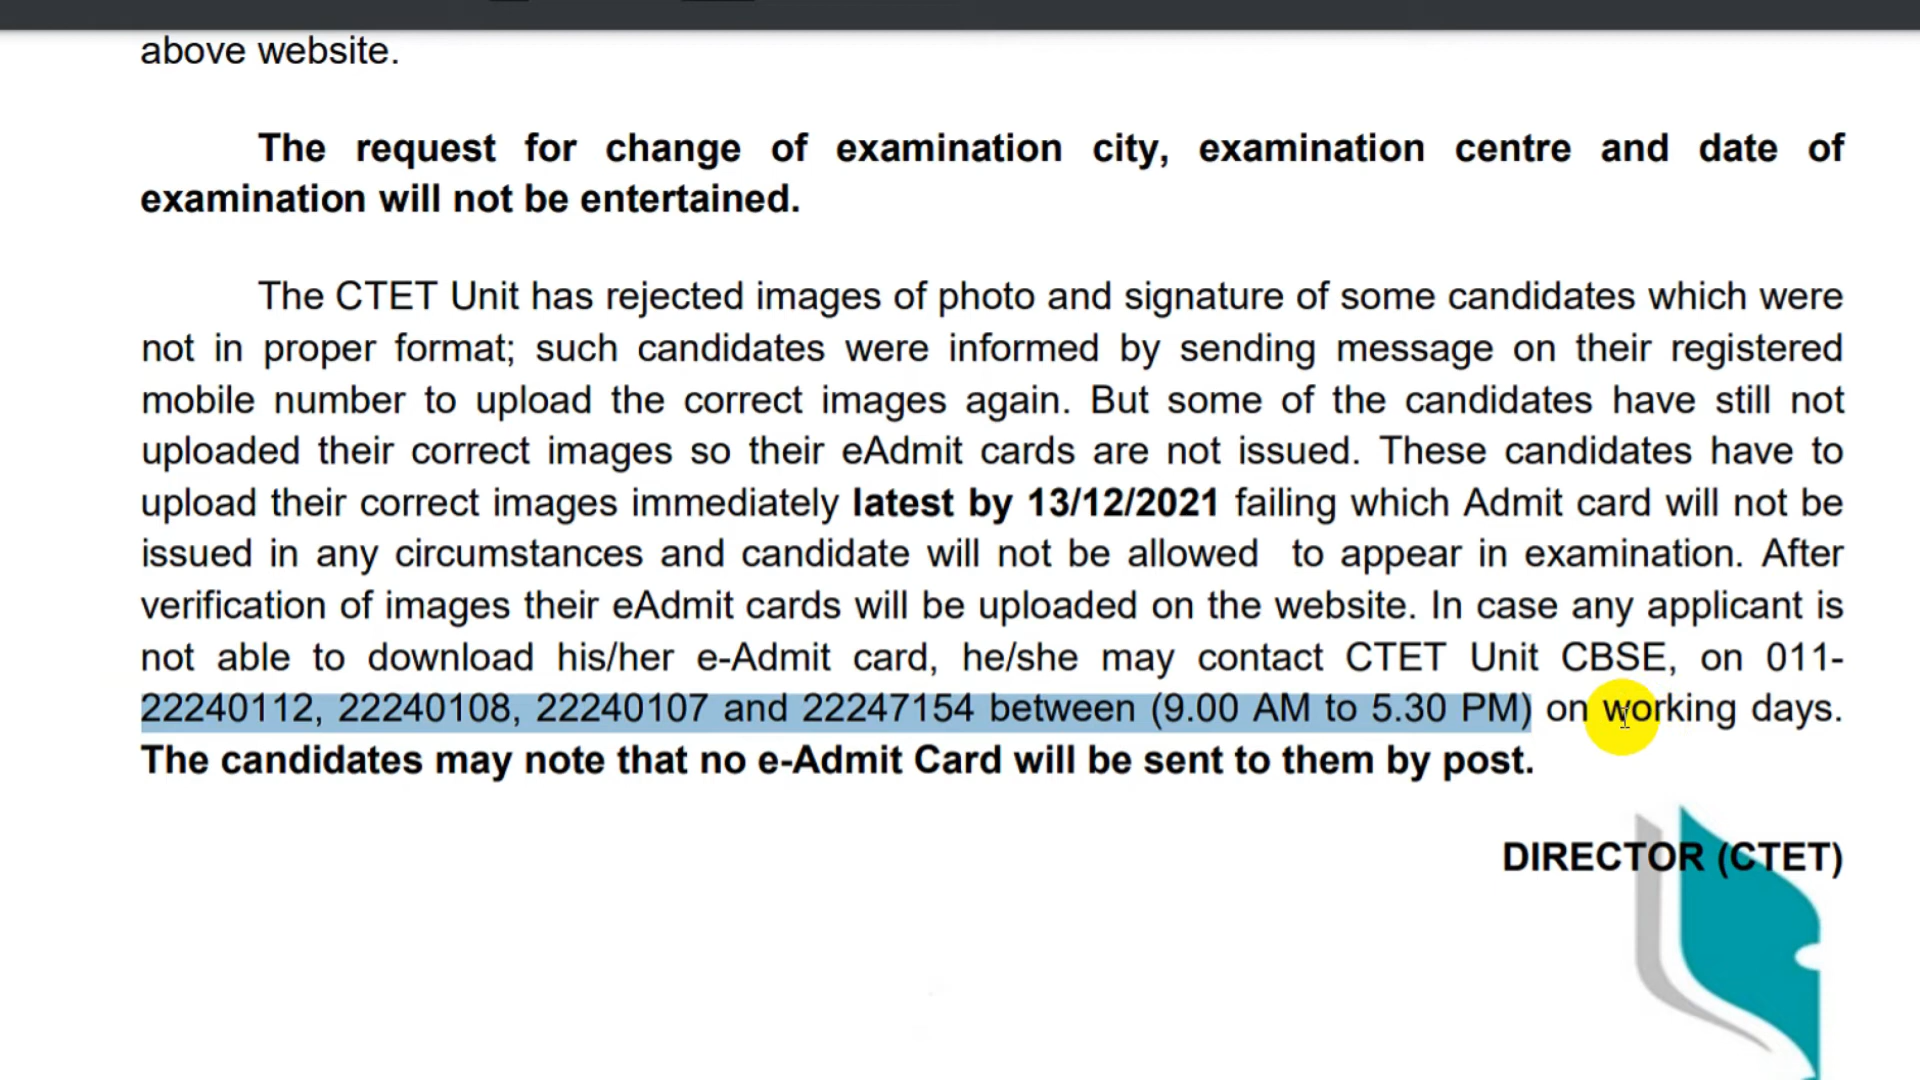 above website.
The request for change of examination city, examination centre and date of
examination will not be entertained.
The CTET Unit has rejected images of photo and signature of some candidates which were
not in proper format; such candidates were informed by sending message on their registered
mobile number to upload the correct images again. But some of the candidates have still not
uploaded their correct images so their eAdmit cards are not issued. These candidates have to
upload their correct images immediately latest by 13/12/2021 failing which Admit card will not be
issued in any circumstances and candidate will not be allowed to appear in examination. After
verification of images their eAdmit cards will be uploaded on the website. In case any applicant is
not able to download his/her e-Admit card, he/she may contact CTET Unit CBSE, on 011-
22240112, 22240108, 22240107 and 22247154 between (9.00 AM to 5.30 PM) on working days.
The candidates may note that no e-Admit Card will be sent to them by post.
DIRECTOR (CTET)